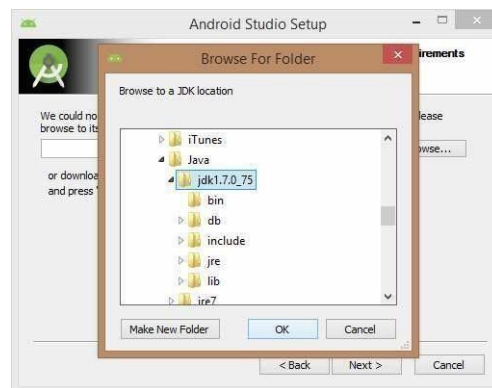 Android Studio Setup
Browse For Folder
irements
Browse to a JDK location
We could no
browse to its
lease
wse...
or downloa
and press
iTunes
Java
jdk1.7.0_75
bin
db
include
jre
lib
jre7
Make New Folder
OK
Cancel
< Back
Next >
Cancel